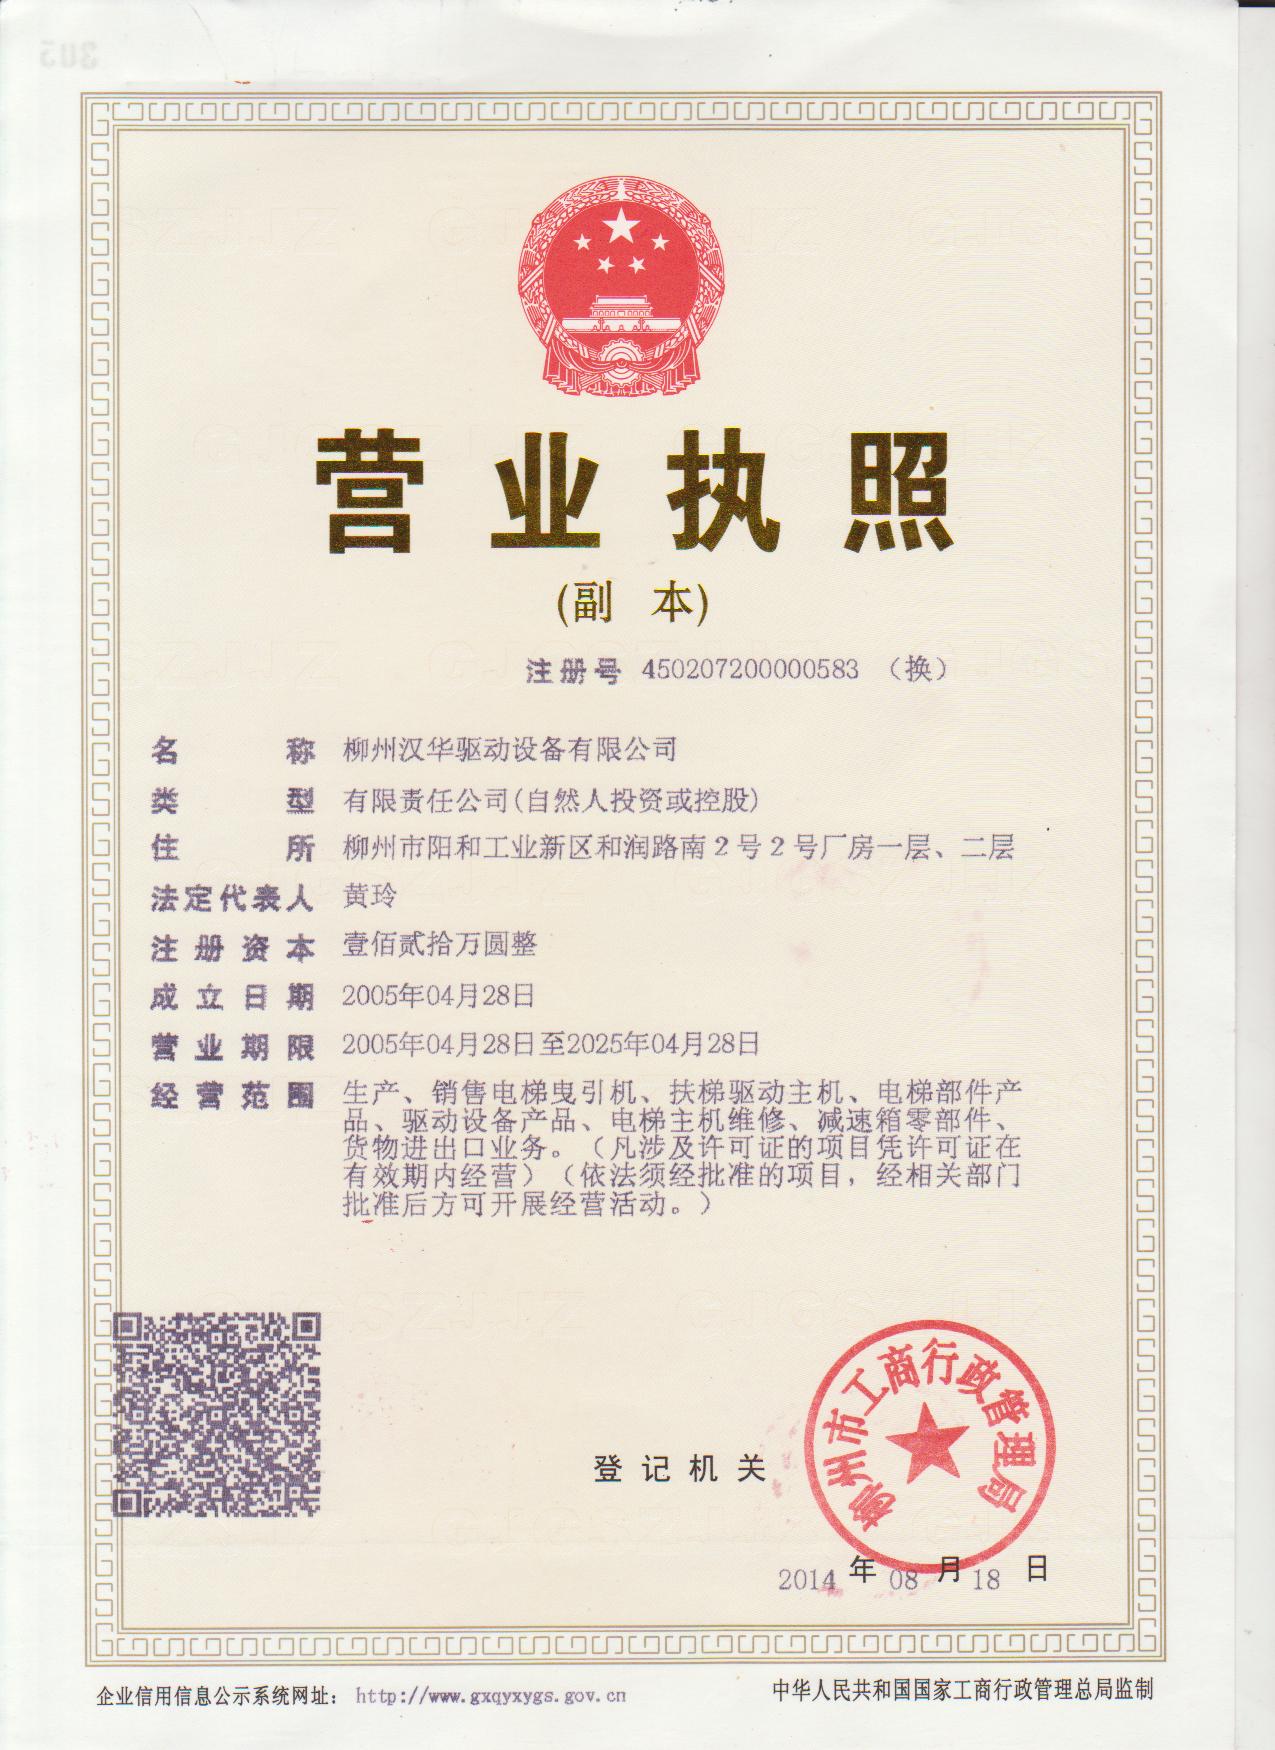 营业执照
(副 本)
注册号 450207200000583 （换）
名 称 柳州汉华驱动设备有限公司
类 型 有限责任公司(自然人投资或控股)
住 所 柳州市阳和工业新区和润路南2号2号厂房一层、二层
法定代表人 黄玲
注册资本 壹佰贰拾万圆整
成立日期 2005年04月28日
营业期限 2005年04月28日至2025年04月28日
经营范围 生产、销售电梯曳引机、扶梯驱动主机、电梯部件产
品、驱动设备产品、电梯主机维修、减速箱零部件、
货物进出口业务。（凡涉及许可证的项目凭许可证在
有效期内经营）（依法须经批准的项目，经相关部门
批准后方可开展经营活动。）
柳州市工商行政管理局
登记机关
2014 年 08 月 18 日
企业信用信息公示系统网址： http://www.gxqyxygs.gov.cn
中华人民共和国国家工商行政管理总局监制